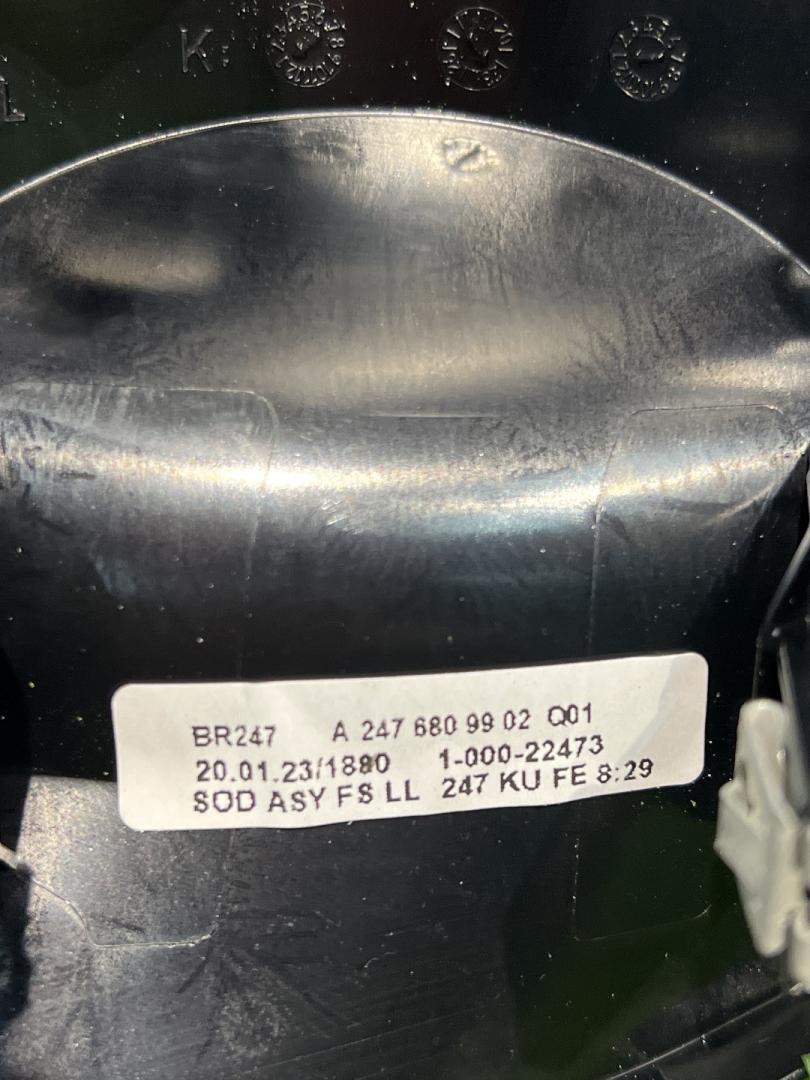 K:
L
BR247 A 247 680 99 02 Q01
20.01.23/1880 1-000-22473
SOD ASY FS LL 247 KU FE 8:29